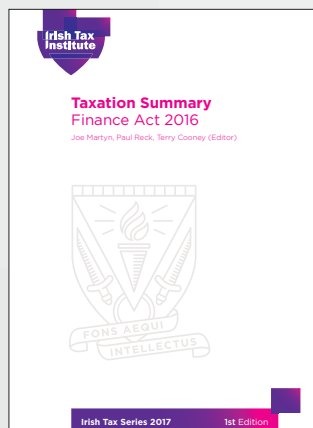 Irish Tax
Institute
Taxation Summary
Finance Act 2016
Joe Martyn, Paul Reck, Terry Cooney (Editor)
FONS AEQUI
INTELLECTUS
Irish Tax Series 2017 1st Edition